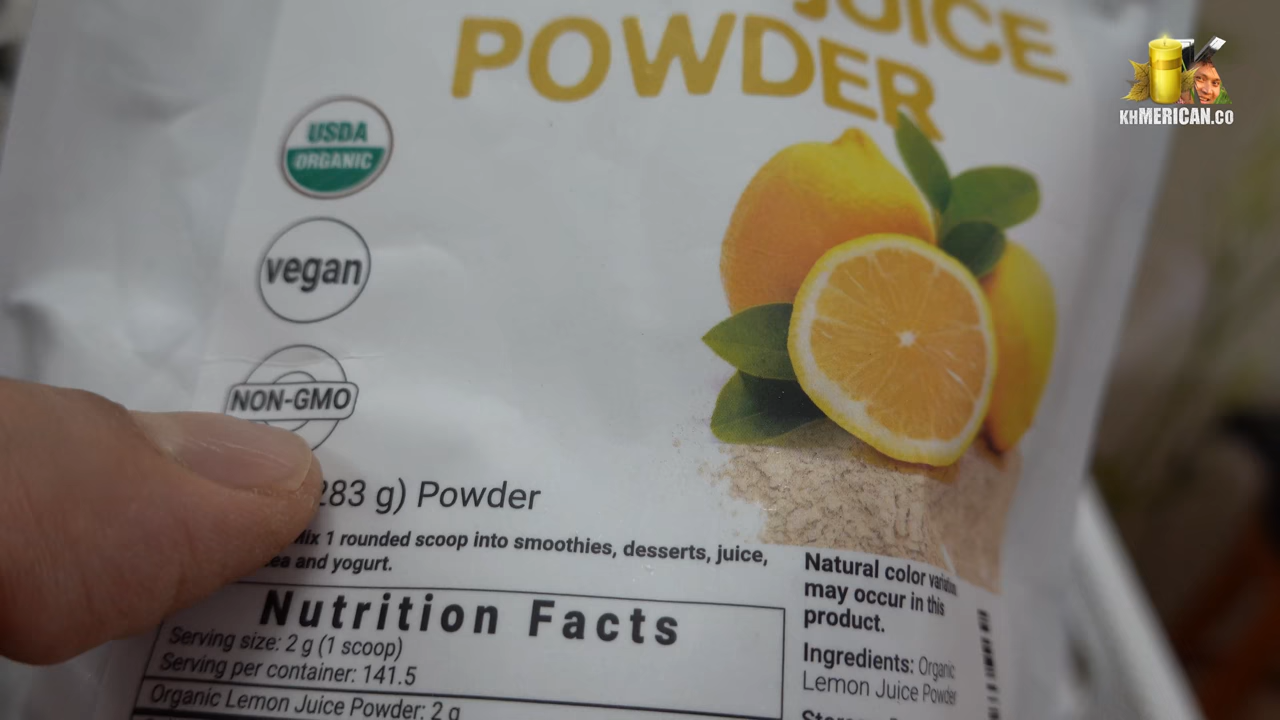 JUICE
POWDER
KHMERICAN.CO
USDA
ORGANIC
vegan
NON-GMO
283 g) Powder
Mix 1 rounded scoop into smoothies, desserts, juice,
tea and yogurt.
Nutrition Facts
Serving size: 2 g (1 scoop)
Serving per container: 141.5
Organic Lemon Juice Powder: 2 g
Natural color variation
may occur in this
product.
Ingredients: Organic
Lemon Juice Powder